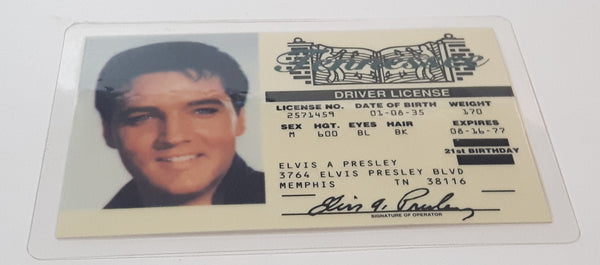 DRIVER LICENSE
LICENSE NO. DATE OF BIRTH WEIGHT
2571459 01-08-35 170
SEX HGT. EYES HAIR EXPIRES
M 600 BL BK 08-16-77
21st BIRTHDAY
ELVIS A PRESLEY
3764 ELVIS PRESLEY BLVD
MEMPHIS TN 38116
Elvis A. Presley
SIGNATURE OF OPERATOR